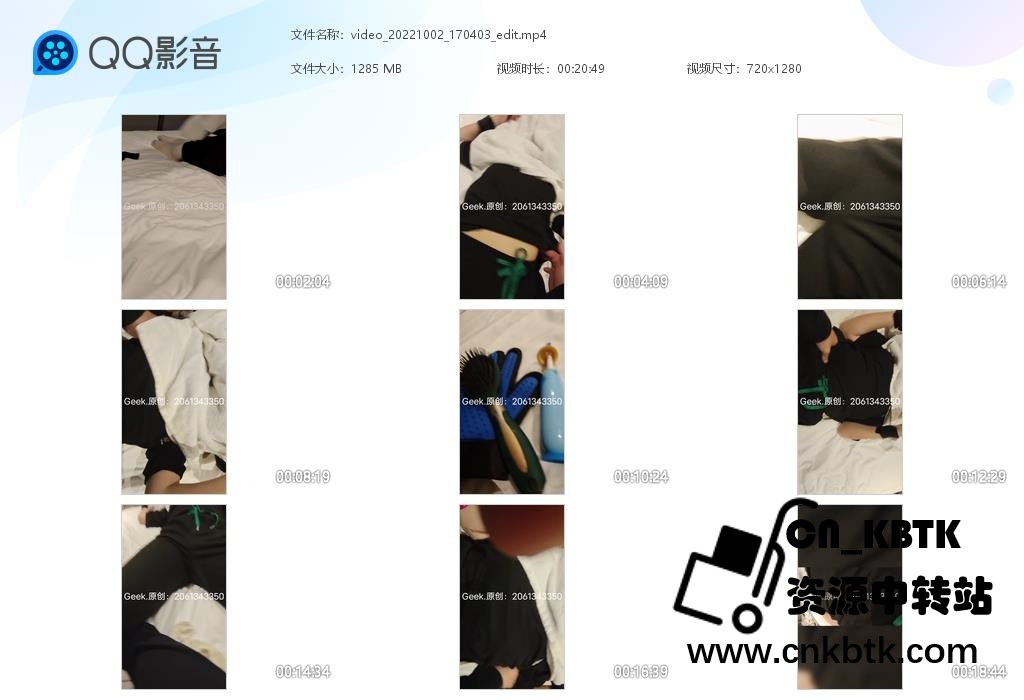 QQ影音
文件名称：video_20221002_170403_edit.mp4
文件大小：1285 MB 视频时长：00:20:49 视频尺寸：720x1280
Geek.原创：2061343350 Geek.原创：2061343350 Geek.原创：2061343350
00:02:04 00:04:09 00:06:14
Geek.原创：2061343350 Geek.原创：2061343350 Geek.原创：2061343350
00:08:19 00:10:24 00:12:29
CN_KBTK
Geek.原创：2061343350 Geek.原创：2061343350
资源中转站
www.cnkbtk.com
00:14:34 00:16:39 00:18:44